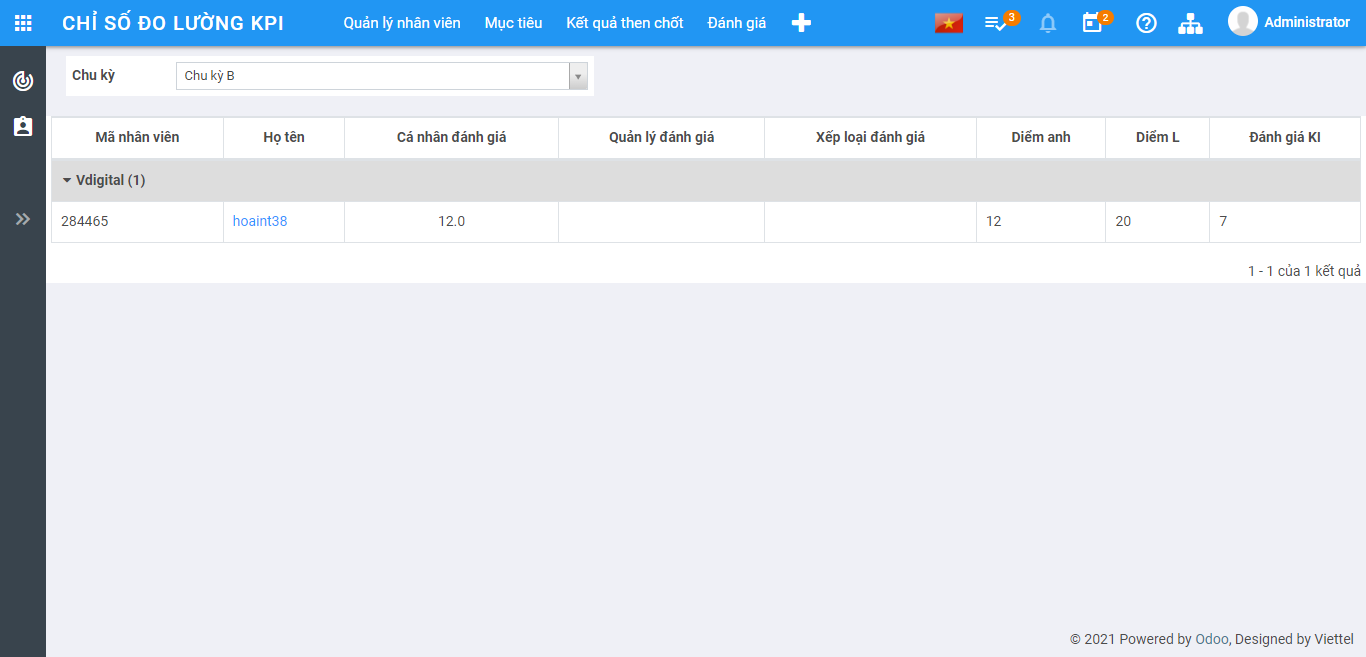 CHỈ SỐ ĐO LƯỜNG KPI Quản lý nhân viên Mục tiêu Kết quả then chốt Đánh giá 3 2 Administrator
Chu kỳ Chu kỳ B
Mã nhân viên Họ tên Cá nhân đánh giá Quản lý đánh giá Xếp loại đánh giá Diểm anh Diểm L Đánh giá KI
Vdigital (1)
284465 hoaint38 12.0 12 20 7
1 - 1 của 1 kết quả
© 2021 Powered by Odoo, Designed by Viettel